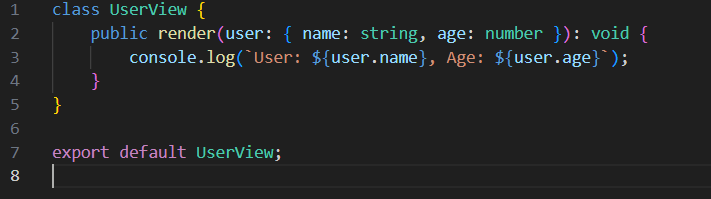 1 class UserView {
2     public render(user: { name: string, age: number }): void {
3         console.log(`User: ${user.name}, Age: ${user.age}`);
4     }
5 }
6
7 export default UserView;
8